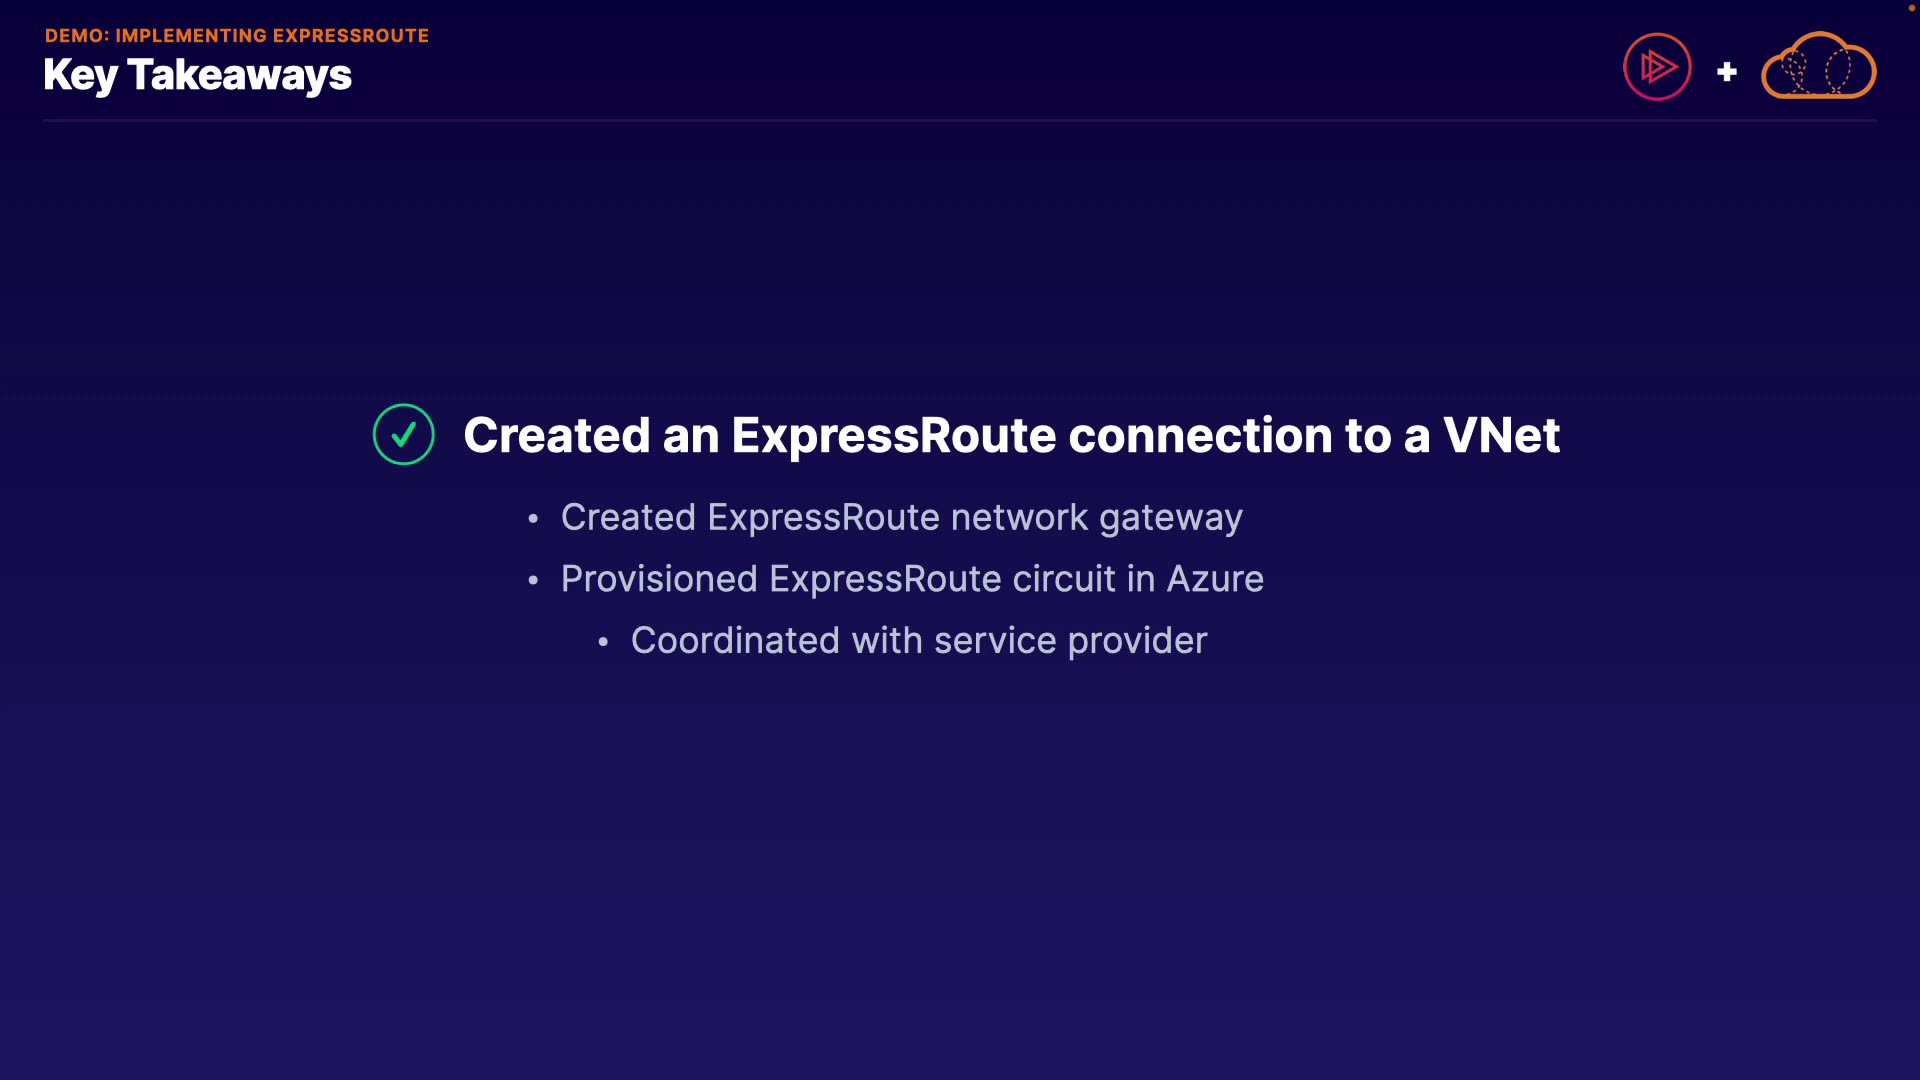 DEMO: IMPLEMENTING EXPRESSROUTE
Key Takeaways
+
Created an ExpressRoute connection to a VNet
• Created ExpressRoute network gateway
• Provisioned ExpressRoute circuit in Azure
• Coordinated with service provider